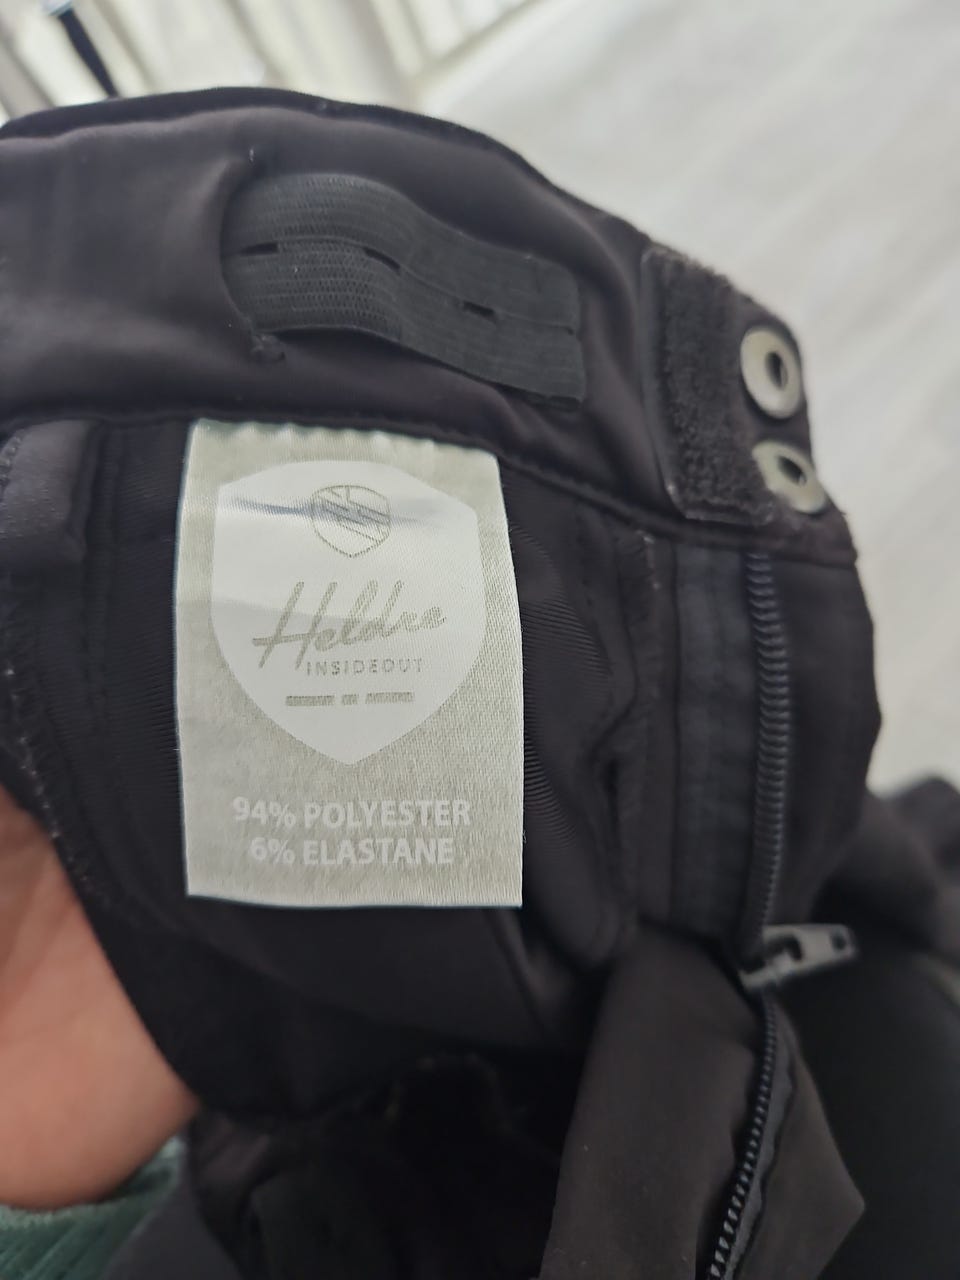 Heldre
INSIDEOUT
94% POLYESTER
6% ELASTANE